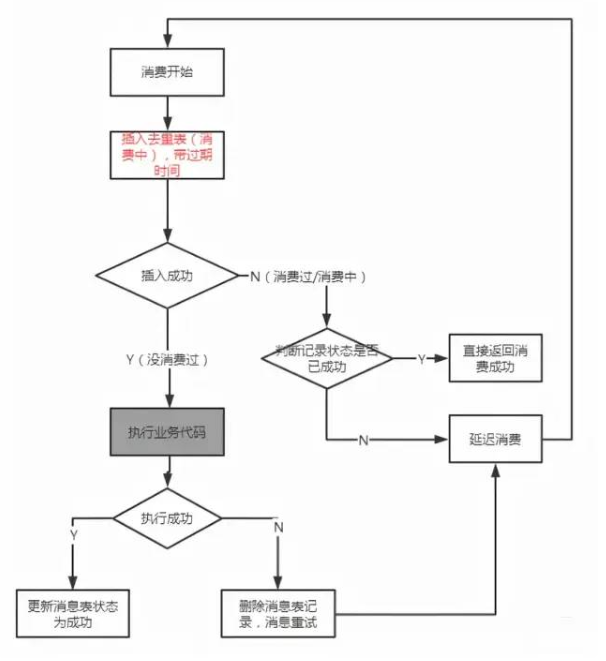 消费开始
插入去重表（消
费中），带过期
时间
插入成功
N（消费过/消费中）
判断记录状态是否
已成功
Y
直接返回消
费成功
Y（没消费过）
执行业务代码
N
延迟消费
执行成功
Y
N
更新消息表状态
为成功
删除消息表记
录，消息重试